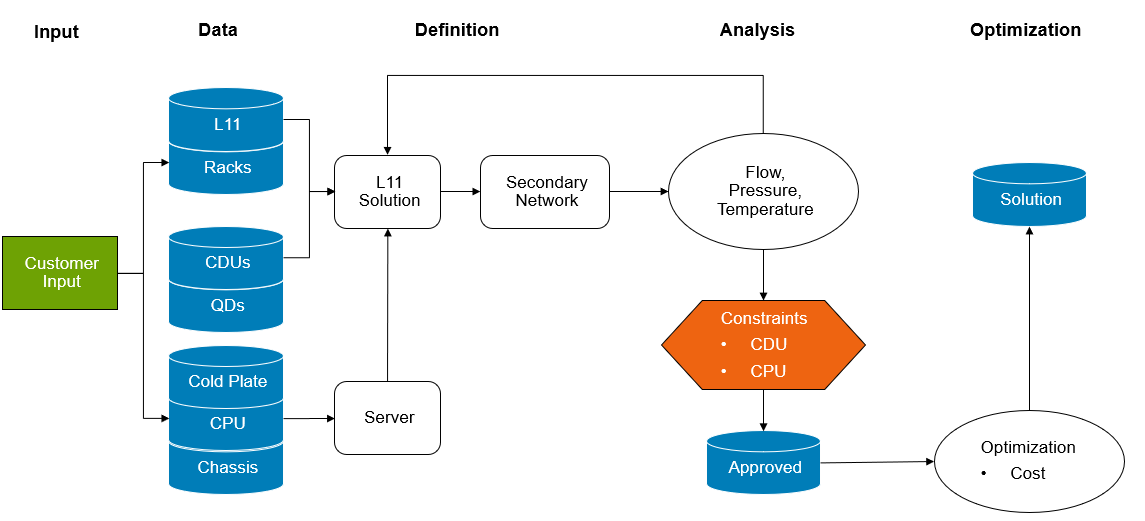 Input
Data
Definition
Analysis
Optimization
L11
Racks
CDUs
QDs
Cold Plate
CPU
Chassis
Customer
Input
L11
Solution
Secondary
Network
Server
Flow,
Pressure,
Temperature
Constraints
• CDU
• CPU
Approved
Solution
Optimization
• Cost